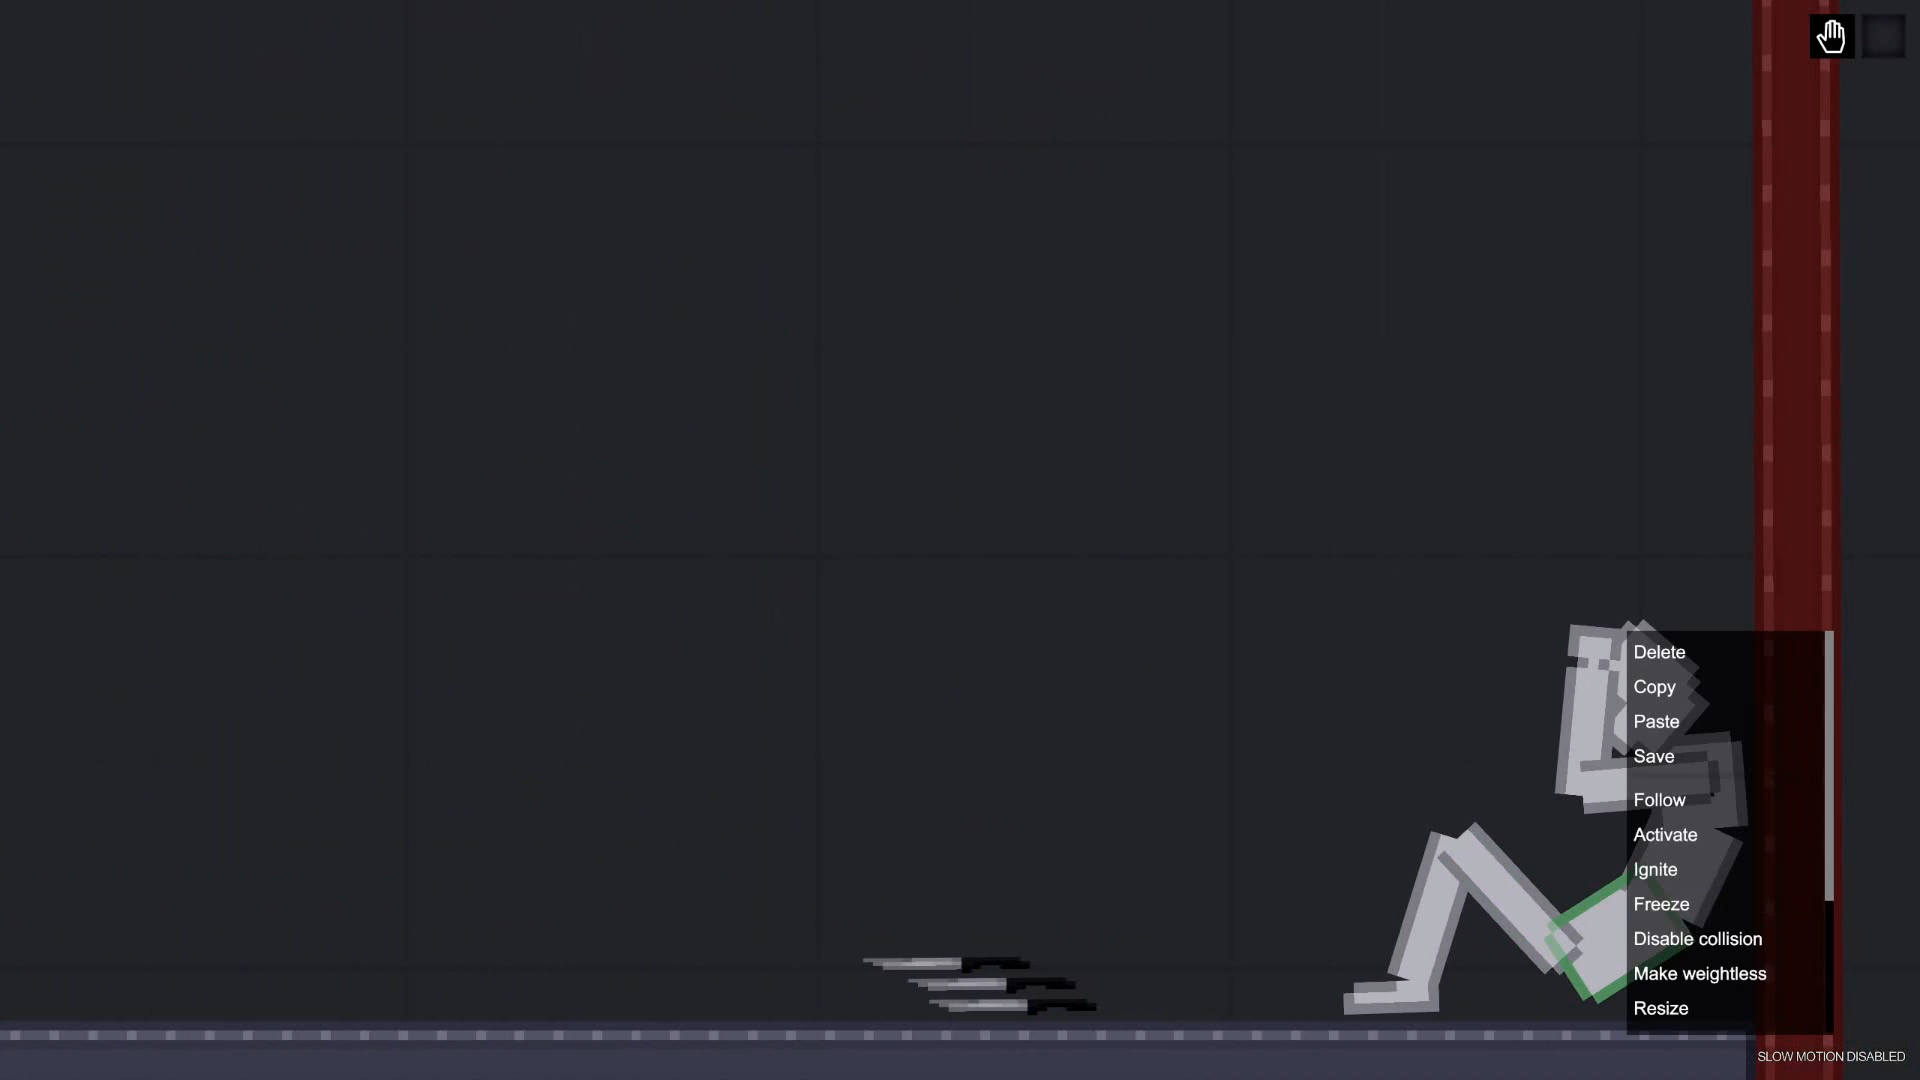 Delete
Copy
Paste
Save
Follow
Activate
Ignite
Freeze
Disable collision
Make weightless
Resize
SLOW MOTION DISABLED